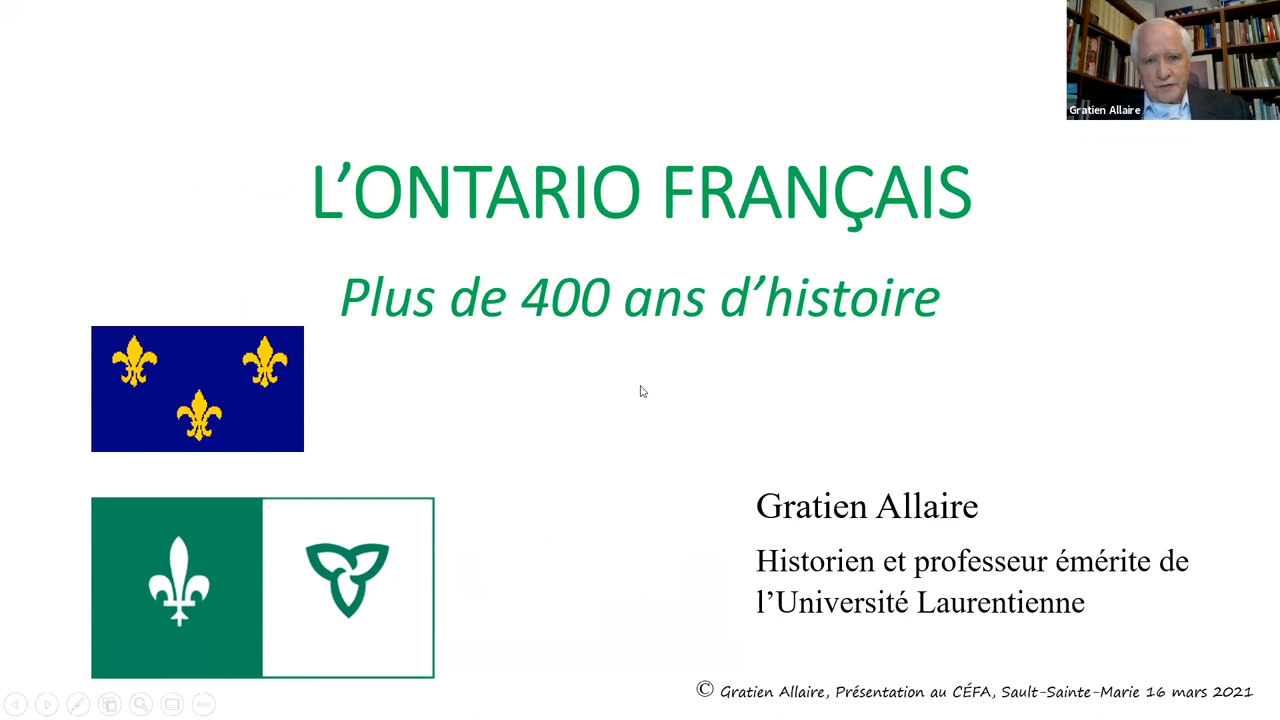 Gratien Allaire
L’ONTARIO FRANÇAIS
Plus de 400 ans d’histoire
Gratien Allaire
Historien et professeur émérite de
l’Université Laurentienne
© Gratien Allaire, Présentation au CÉFA, Sault-Sainte-Marie 16 mars 2021